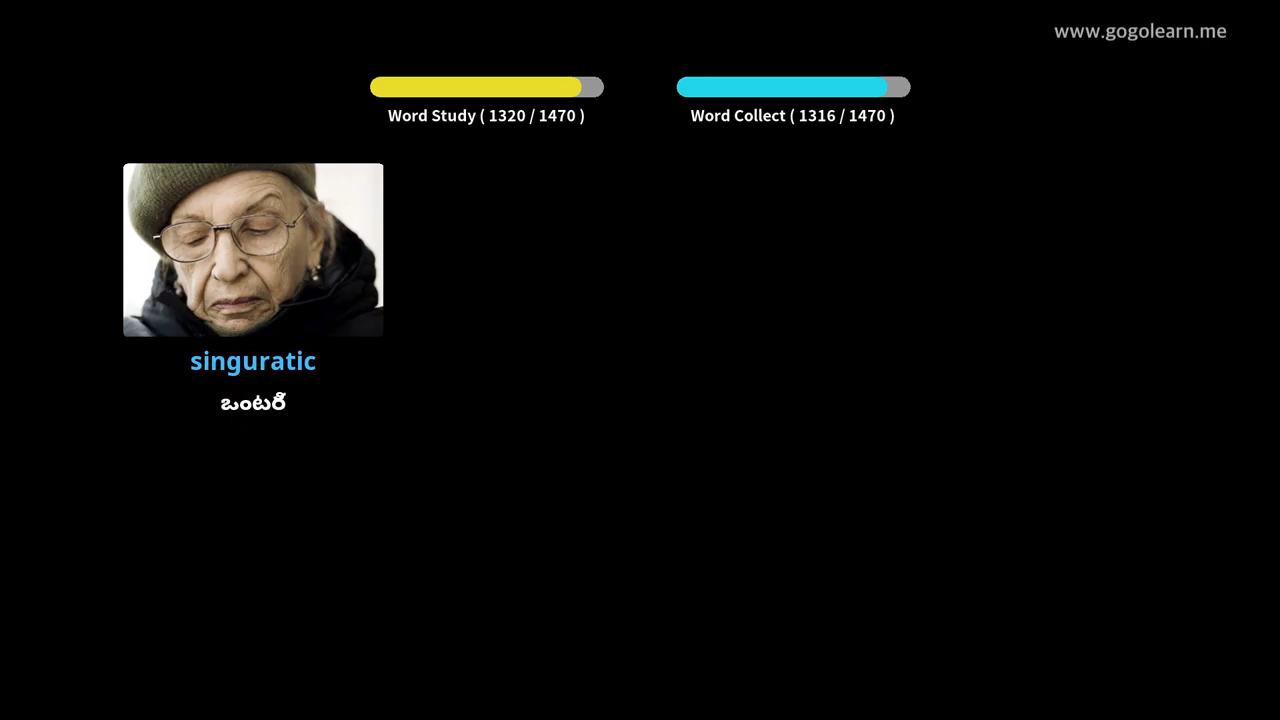 www.gogolearn.me
Word Study ( 1320 / 1470 )
Word Collect ( 1316 / 1470 )
singuratic
ఒంటరి